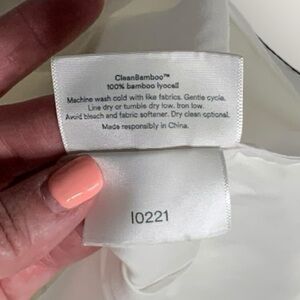 CleanBamboo™
100% bamboo lyocell
Machine wash cold with like fabrics. Gentle cycle.
Line dry or tumble dry low. Iron low.
Avoid bleach and fabric softener. Dry clean optional.
Made responsibly in China.
I0221